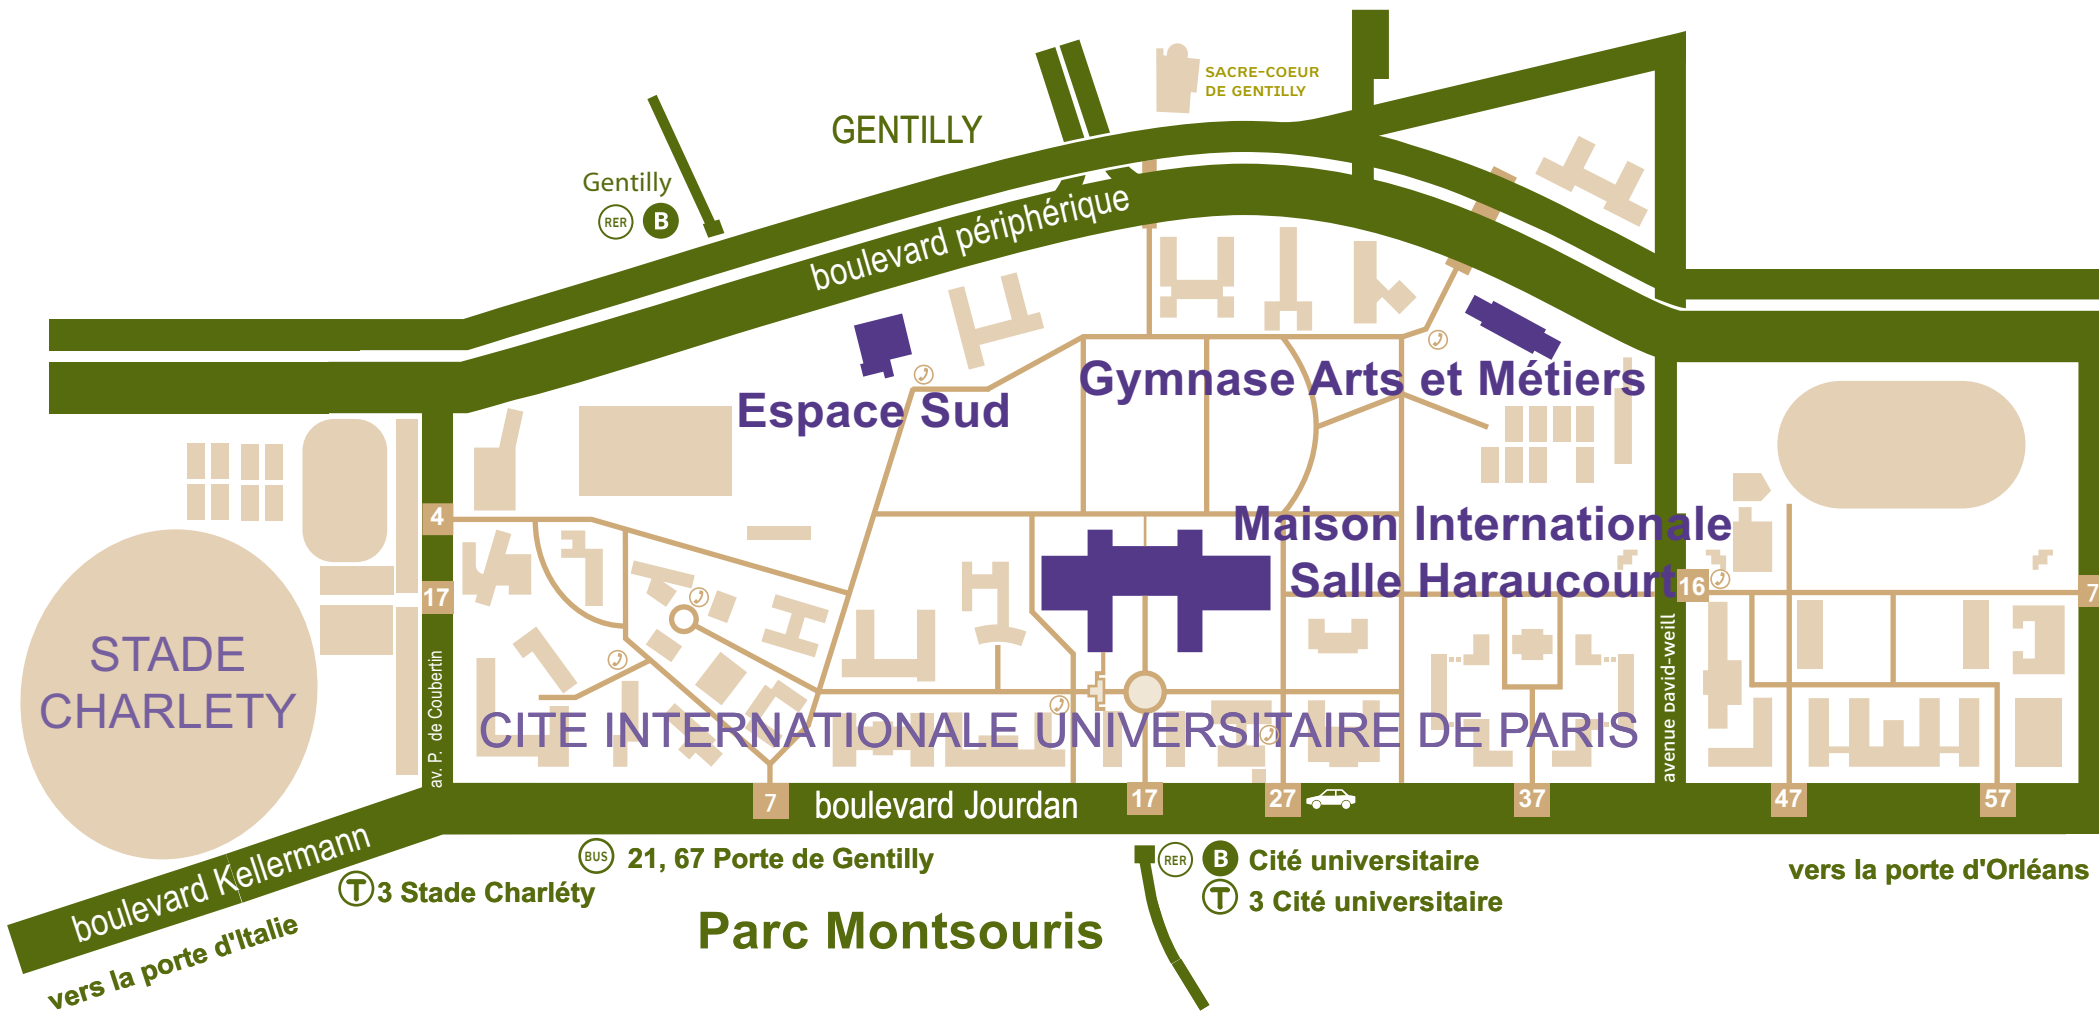 SACRE-COEUR
DE GENTILLY
GENTILLY
Gentilly
RER B
boulevard périphérique
Gymnase Arts et Métiers
Espace Sud
Maison Internationale
Salle Haraucourt
4
17
16
7
STADE
CHARLETY
av. P. de Coubertin
avenue David-weill
CITE INTERNATIONALE UNIVERSITAIRE DE PARIS
7
boulevard Jourdan
17
27
37
47
57
boulevard Kellermann
vers la porte d'Italie
BUS 21, 67 Porte de Gentilly
T 3 Stade Charléty
RER B Cité universitaire
T 3 Cité universitaire
vers la porte d'Orléans
Parc Montsouris